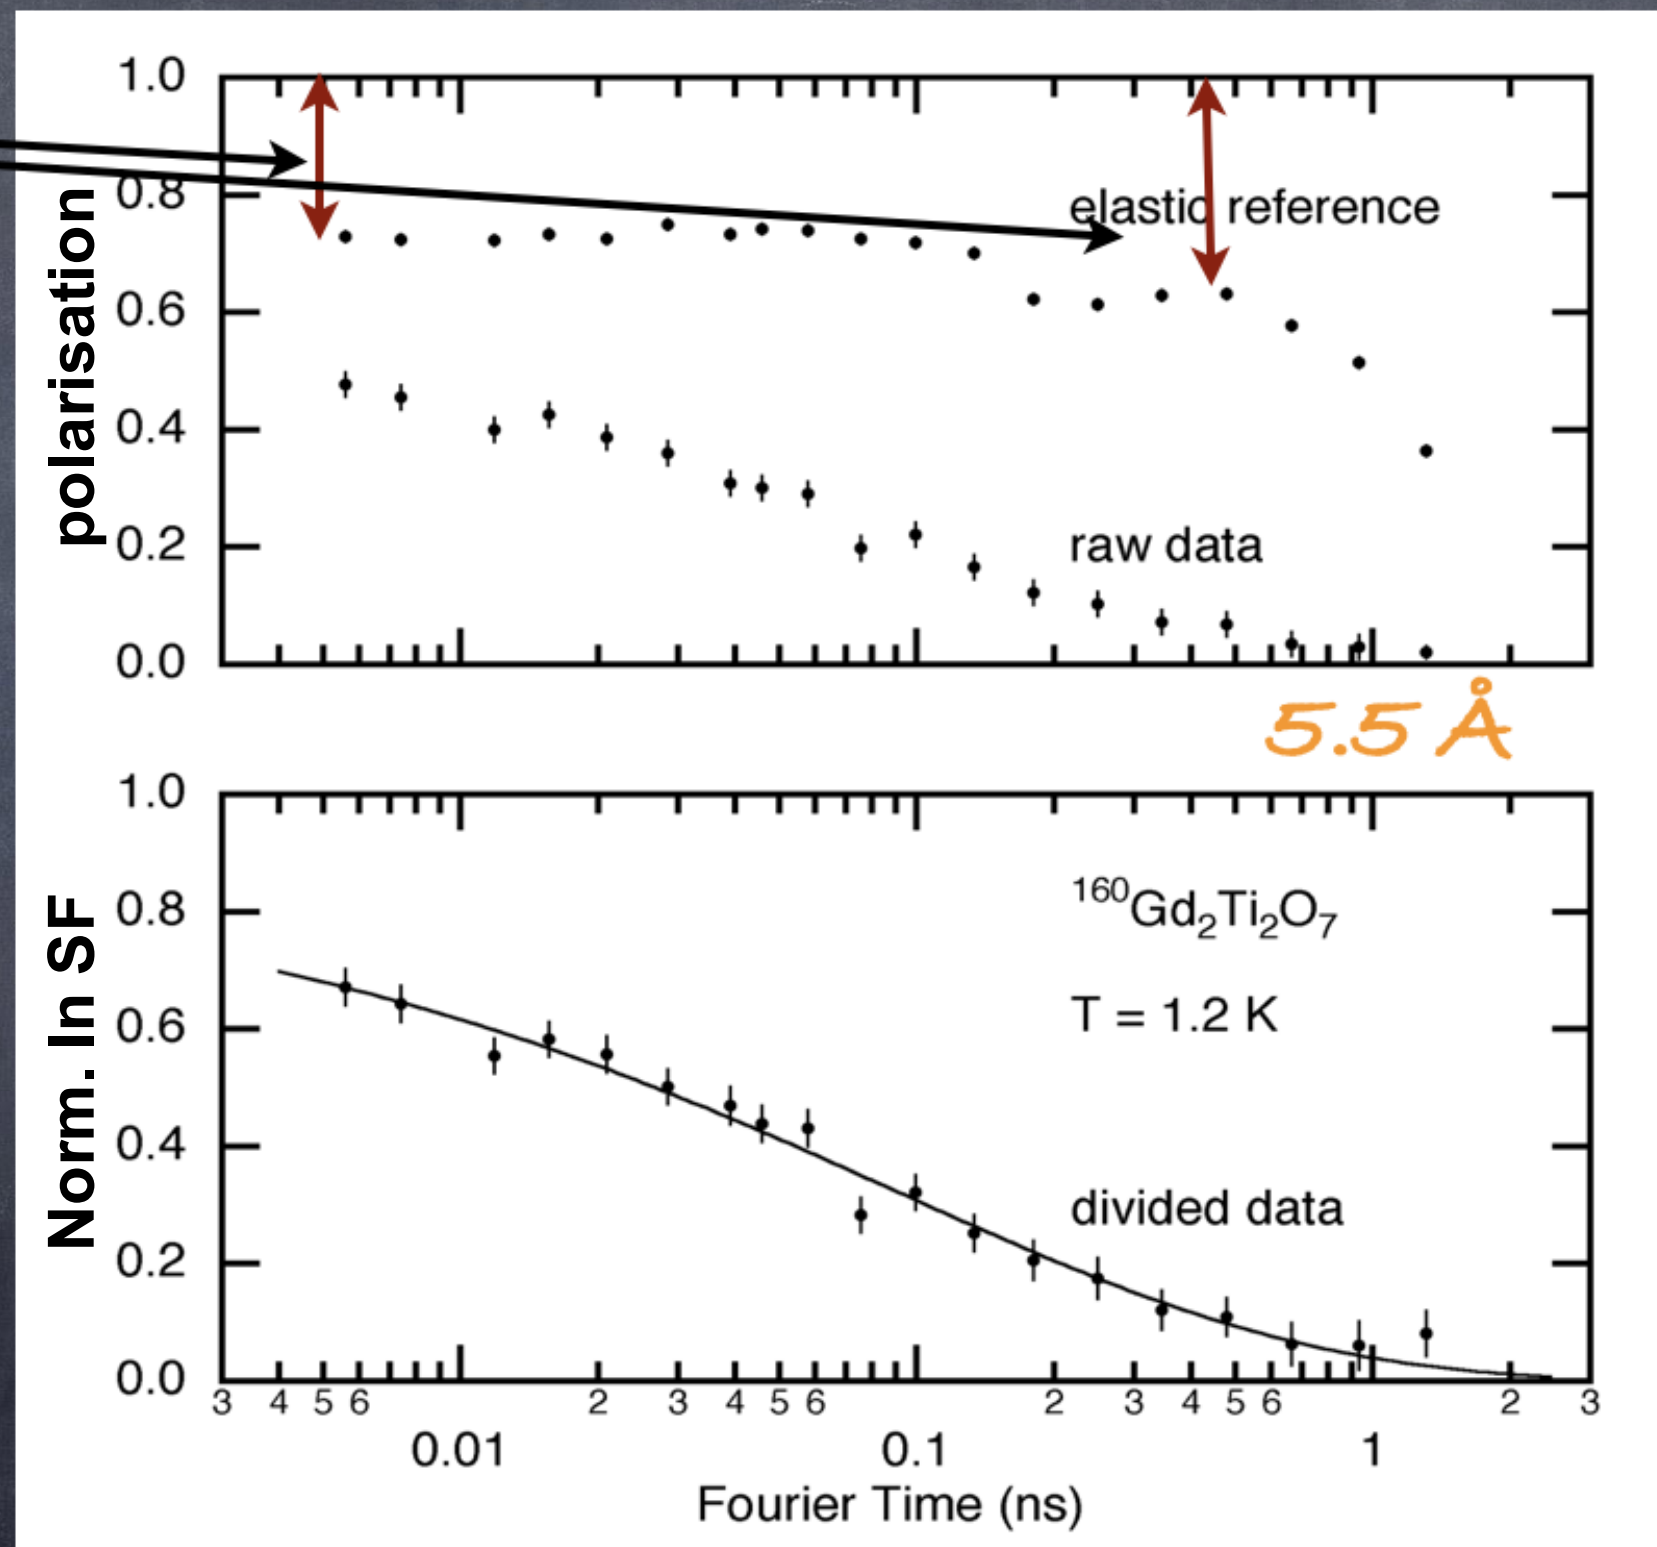 polarisation
1.0
0.8
0.6
0.4
0.2
0.0
elastic reference
raw data
5.5 Å
Norm. In SF
1.0
0.8
0.6
0.4
0.2
0.0
160Gd2Ti2O7
T = 1.2 K
divided data
3 4 5 6 2 3 4 5 6 2 3 4 5 6 2 3
0.01 0.1 1
Fourier Time (ns)